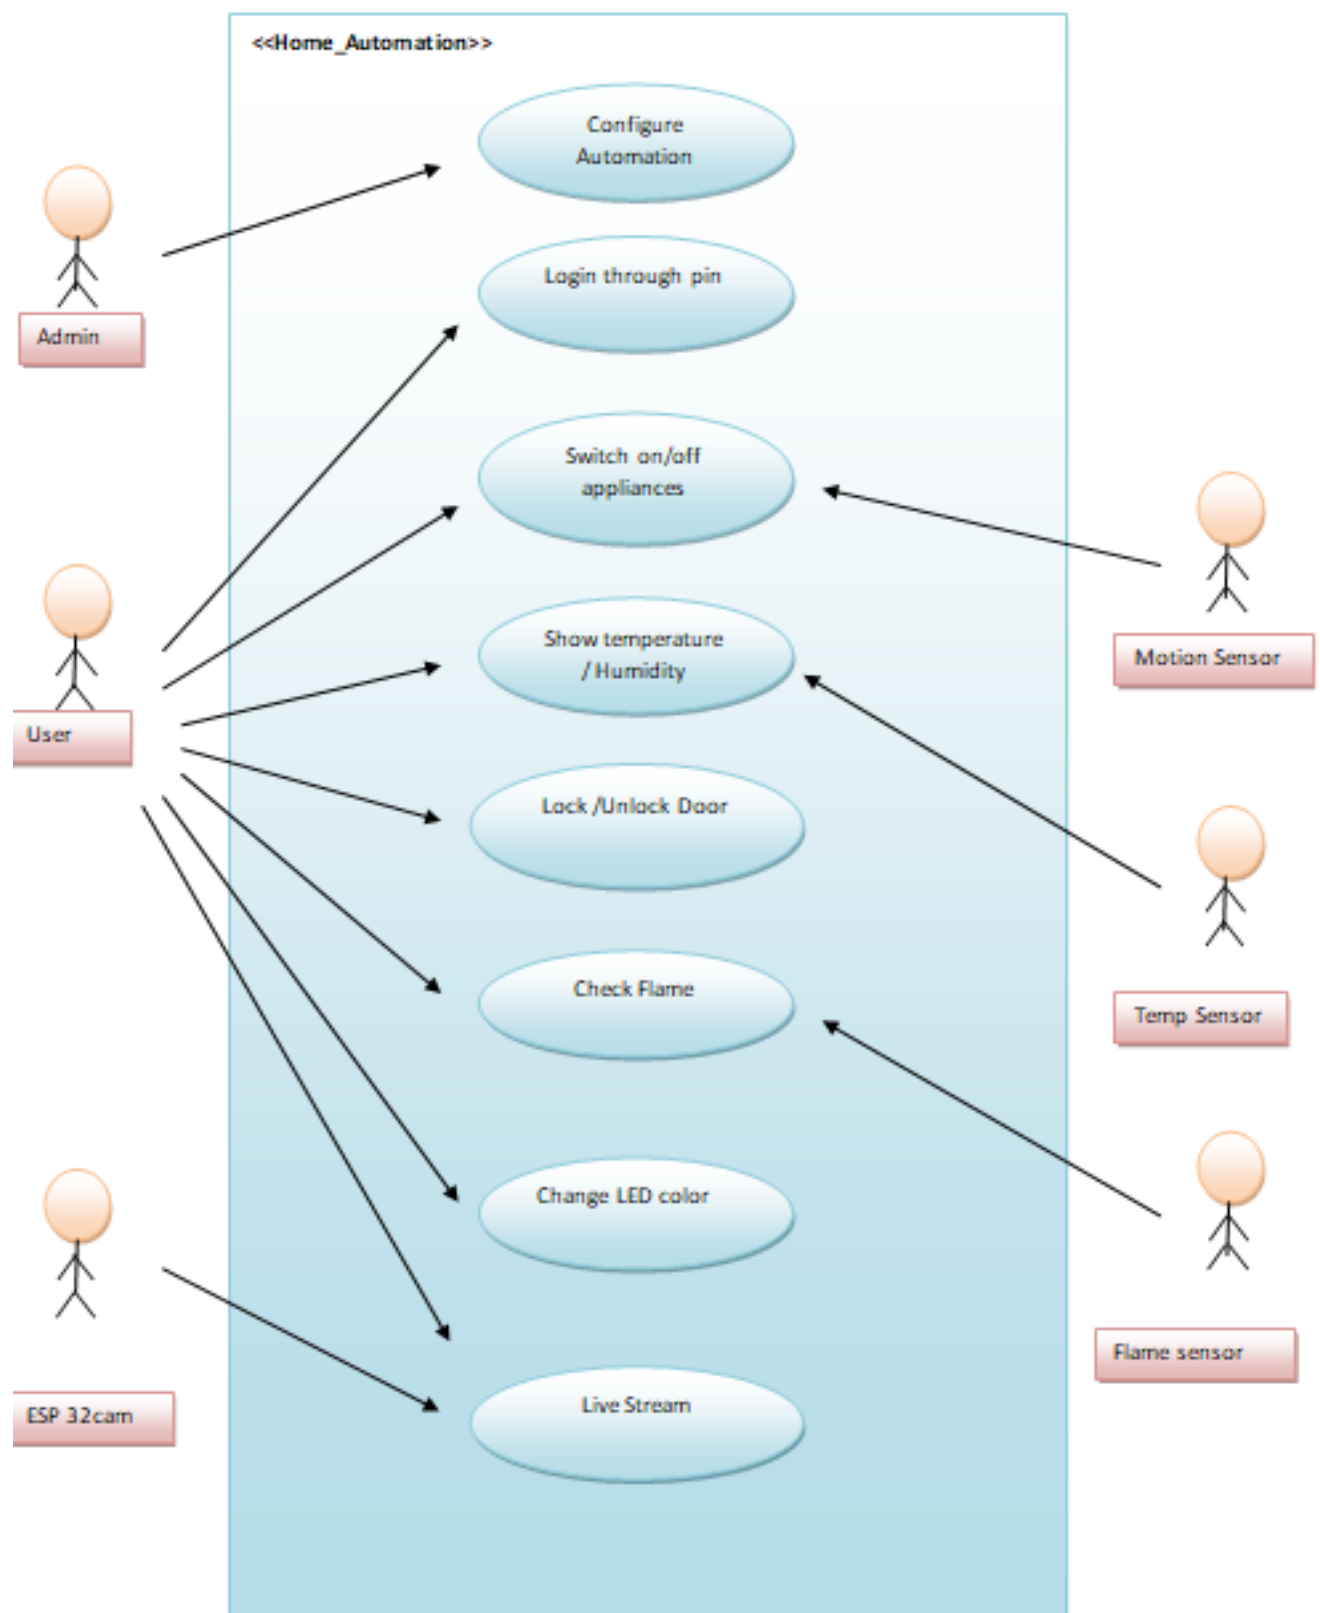 <<Home_Automation>>
Configure
Automation
Login through pin
Admin
Switch on/off
appliances
Show temperature
/ Humidity
Motion Sensor
User
Lock /Unlock Door
Check Flame
Temp Sensor
Change LED color
Flame sensor
Live Stream
ESP 32cam